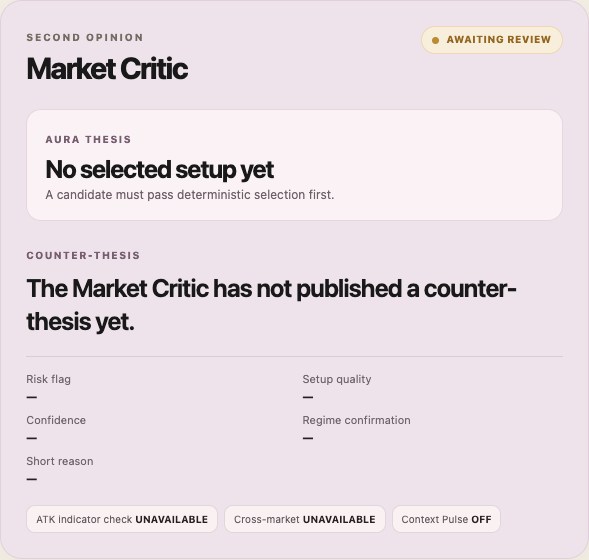 SECOND OPINION
AWAITING REVIEW
Market Critic
AURA THESIS
No selected setup yet
A candidate must pass deterministic selection first.
COUNTER-THESIS
The Market Critic has not published a counter-
thesis yet.
Risk flag
—
Setup quality
—
Confidence
—
Regime confirmation
—
Short reason
—
ATK indicator check UNAVAILABLE
Cross-market UNAVAILABLE
Context Pulse OFF